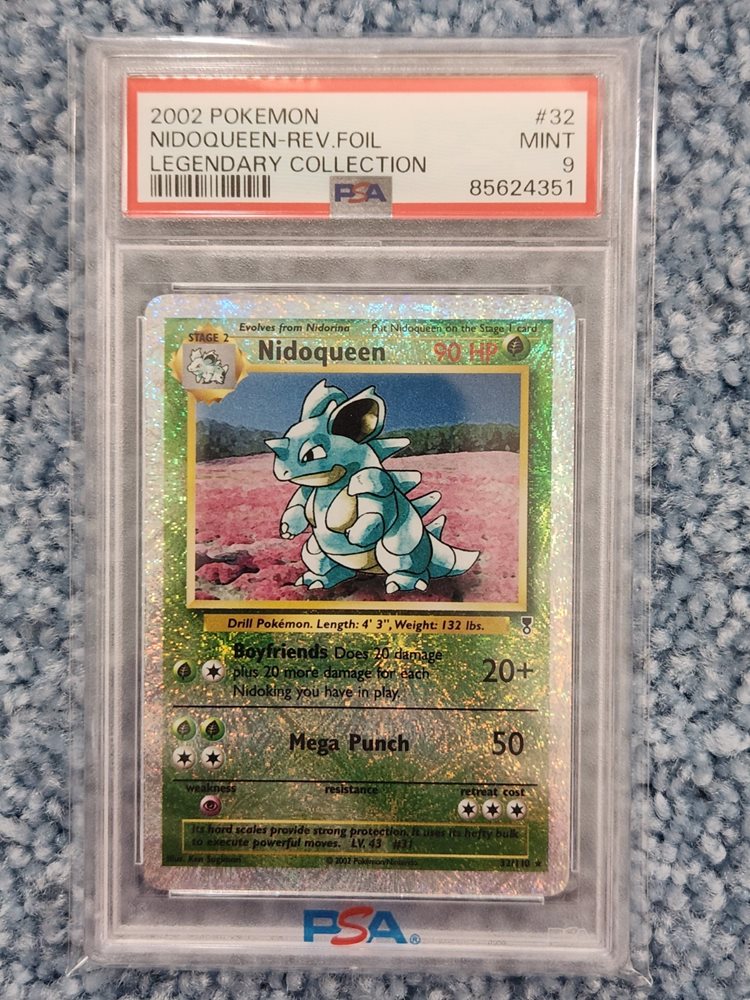 2002 POKEMON #32
NIDOQUEEN-REV.FOIL MINT
LEGENDARY COLLECTION 9
PSA 85624351
Evolves from Nidorina Put Nidoqueen on the Stage 1 card
STAGE 2
Nidoqueen 90 HP
Drill Pokémon. Length: 4' 3", Weight: 132 lbs.
Boyfriends Does 20 damage
plus 20 more damage for each
Nidoking you have in play.
20+
Mega Punch 50
weakness resistance retreat cost
Its hard scales provide strong protection. It uses its hefty bulk
to execute powerful moves. LV. 43 #31
Illus. Ken Sugimori © 2002 Pokémon/Nintendo 32/110 ★
PSA®